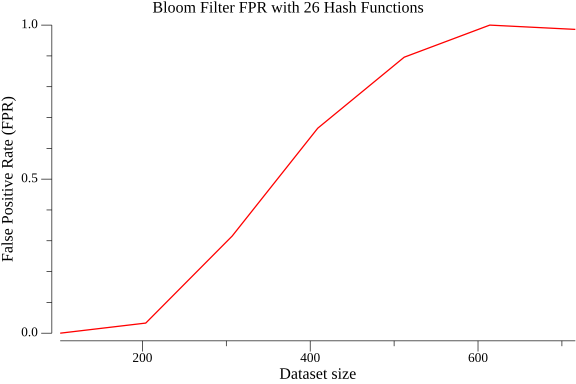 Bloom Filter FPR with 26 Hash Functions
1.0
0.5
0.0
False Positive Rate (FPR)
200
400
600
Dataset size